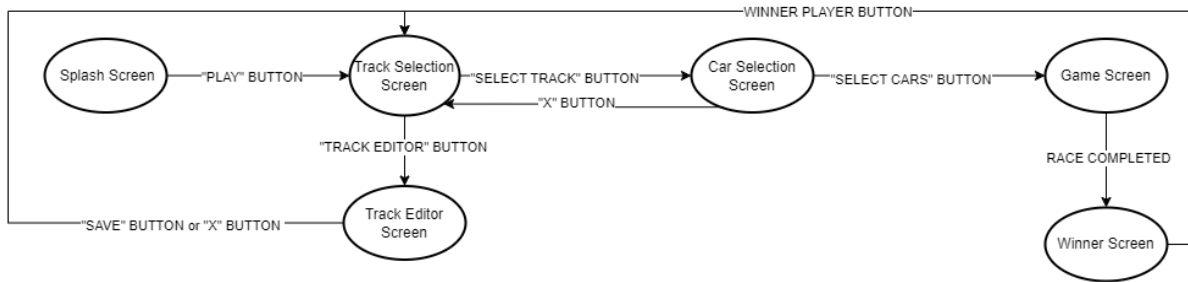 WINNER PLAYER BUTTON
Splash Screen
"PLAY" BUTTON
Track Selection
Screen
"SELECT TRACK" BUTTON
Car Selection
Screen
"SELECT CARS" BUTTON
Game Screen
"X" BUTTON
"TRACK EDITOR" BUTTON
RACE COMPLETED
"SAVE" BUTTON or "X" BUTTON
Track Editor
Screen
Winner Screen